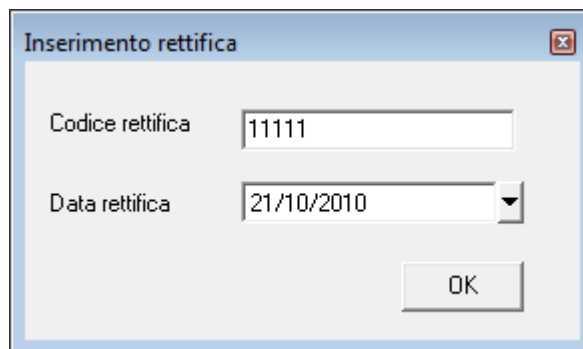 Inserimento rettifica
Codice rettifica 11111
Data rettifica 21/10/2010
OK